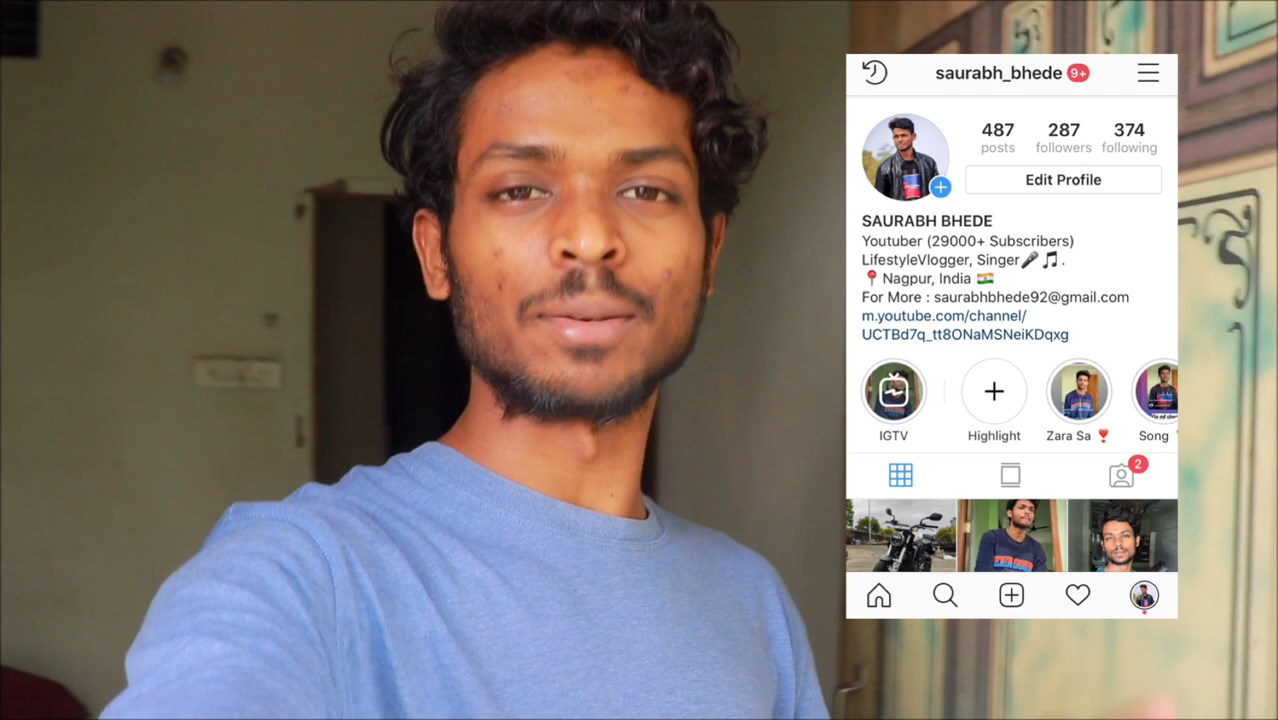 saurabh_bhede 9+
487 287 374
posts followers following
Edit Profile
SAURABH BHEDE
Youtuber (29000+ Subscribers)
LifestyleVlogger, Singer🎤🎵.
📍Nagpur, India 🇮🇳
For More : saurabhbhede92@gmail.com
m.youtube.com/channel/
UCTBd7q_tt8ONaMSNeiKDqxg
IGTV Highlight Zara Sa ❣️ Song
2